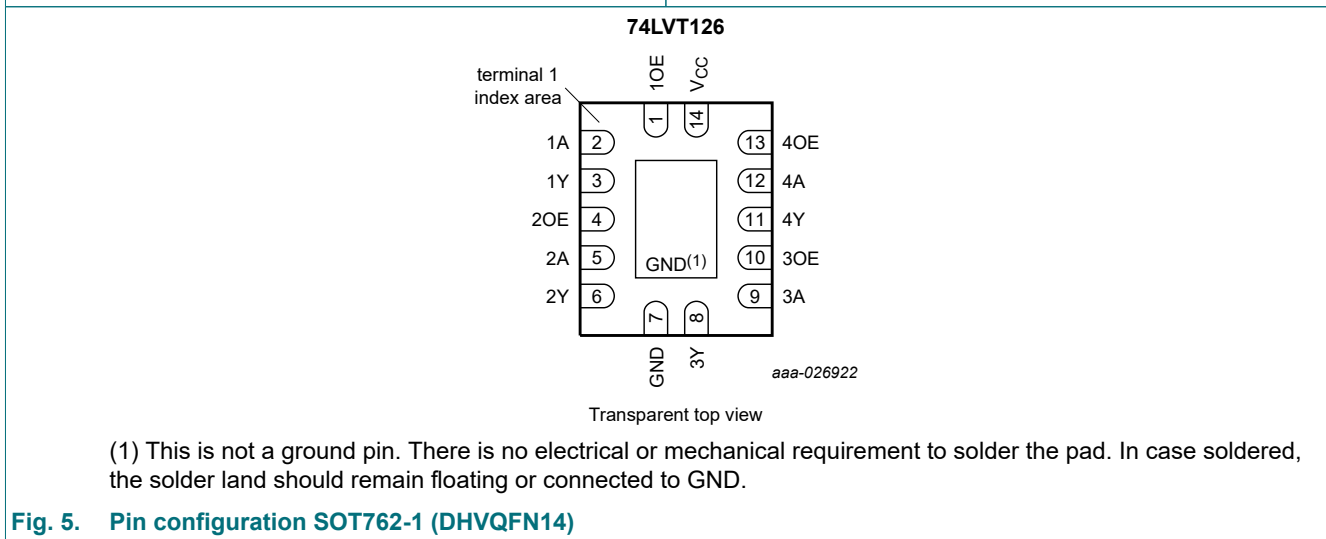 74LVT126
terminal 1
index area
1OE
VCC
1
14
1A 2
13 4OE
1Y 3
12 4A
2OE 4
11 4Y
2A 5
10 3OE
GND(1)
2Y 6
9 3A
7
8
GND
3Y
aaa-026922
Transparent top view
(1) This is not a ground pin. There is no electrical or mechanical requirement to solder the pad. In case soldered,
the solder land should remain floating or connected to GND.
Fig. 5. Pin configuration SOT762-1 (DHVQFN14)